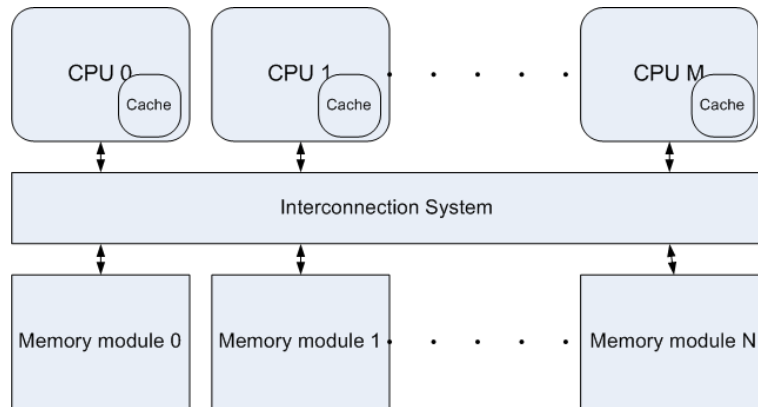 CPU 0
Cache
CPU 1
Cache
CPU M
Cache
Interconnection System
Memory module 0
Memory module 1
Memory module N